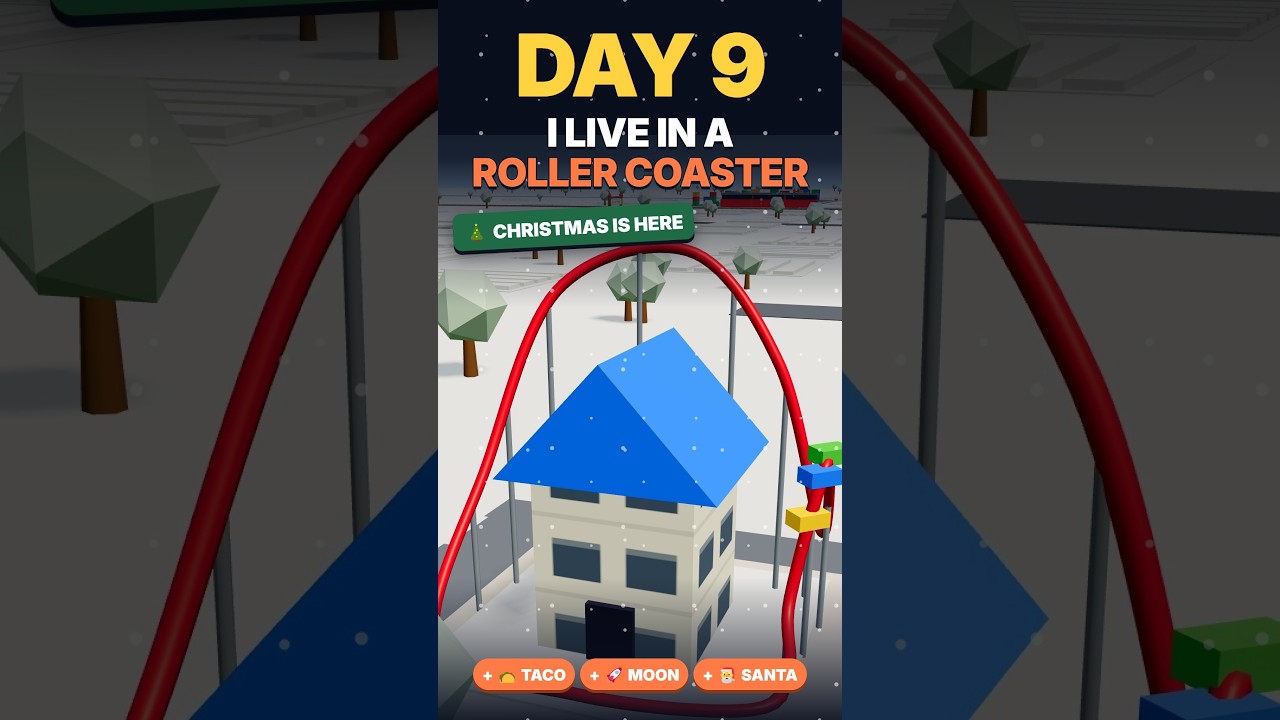 DAY 9
I LIVE IN A
ROLLER COASTER
🎄 CHRISTMAS IS HERE
+ 🌮 TACO + 🚀 MOON + 🎅 SANTA